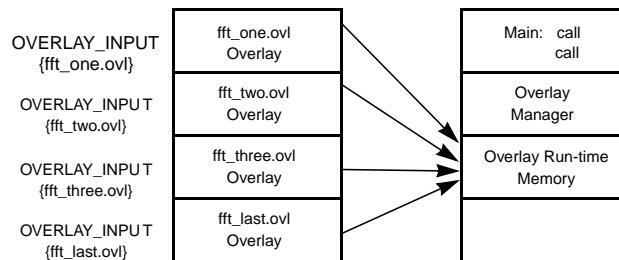 OVERLAY_INPUT
{fft_one.ovl}
fft_one.ovl
Overlay
OVERLAY_INPUT
{fft_two.ovl}
fft_two.ovl
Overlay
OVERLAY_INPUT
{fft_three.ovl}
fft_three.ovl
Overlay
OVERLAY_INPUT
{fft_last.ovl}
fft_last.ovl
Overlay
Main: call
call
Overlay
Manager
Overlay Run-time
Memory